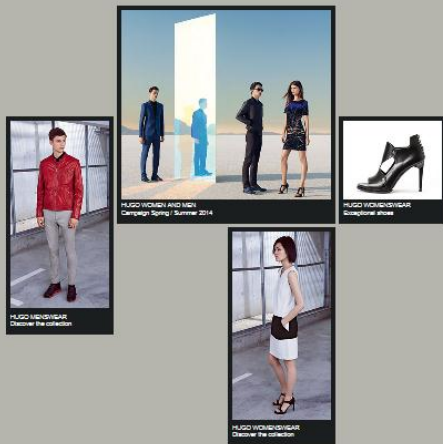 HUGO WOMEN AND MEN
Campaign Spring / Summer 2014
HUGO WOMENSWEAR
Exceptional shoes
HUGO MENSWEAR
Discover the collection
HUGO WOMENSWEAR
Discover the collection